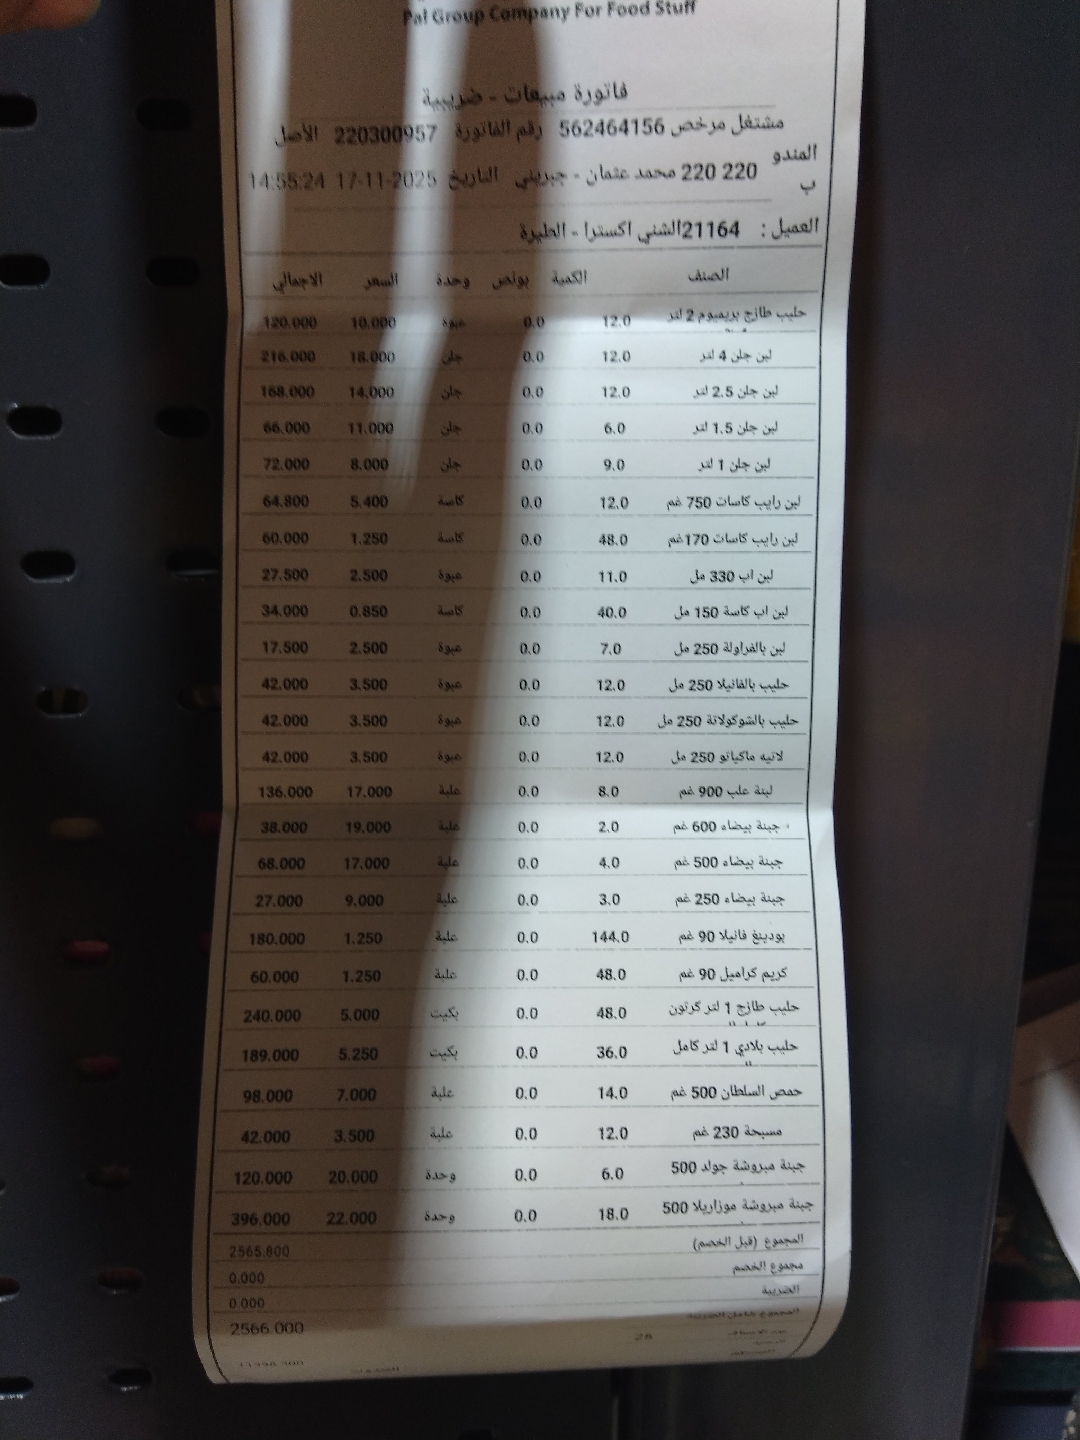 Pal Group Company For Food Stuff
فاتورة مبيعات - ضريبية
مشتغل مرخص 562464156 رقم الفاتورة 220300957 الأصل
المندوب 220 220 محمد عثمان - جبريني التاريخ 17-11-2025 14:55:24
العميل : 21164الشني اكسترا - الطيرة
الصنف الكمية بونص وحدة السعر الاجمالي
حليب طازج بريميوم 2 لتر 12.0 0.0 عبوة 10.000 120.000
لبن جلن 4 لتر 12.0 0.0 جلن 18.000 216.000
لبن جلن 2.5 لتر 12.0 0.0 جلن 14.000 168.000
لبن جلن 1.5 لتر 6.0 0.0 جلن 11.000 66.000
لبن جلن 1 لتر 9.0 0.0 جلن 8.000 72.000
لبن رايب كاسات 750 غم 12.0 0.0 كاسة 5.400 64.800
لبن رايب كاسات 170غم 48.0 0.0 كاسة 1.250 60.000
لبن اب 330 مل 11.0 0.0 عبوة 2.500 27.500
لبن اب كاسة 150 مل 40.0 0.0 كاسة 0.850 34.000
لبن بالفراولة 250 مل 7.0 0.0 عبوة 2.500 17.500
حليب بالفانيلا 250 مل 12.0 0.0 عبوة 3.500 42.000
حليب بالشوكولاتة 250 مل 12.0 0.0 عبوة 3.500 42.000
لاتيه ماكياتو 250 مل 12.0 0.0 عبوة 3.500 42.000
لبنة علب 900 غم 8.0 0.0 علبة 17.000 136.000
جبنة بيضاء 600 غم 2.0 0.0 علبة 19.000 38.000
جبنة بيضاء 500 غم 4.0 0.0 علبة 17.000 68.000
جبنة بيضاء 250 غم 3.0 0.0 علبة 9.000 27.000
بودينغ فانيلا 90 غم 144.0 0.0 علبة 1.250 180.000
كريم كراميل 90 غم 48.0 0.0 علبة 1.250 60.000
حليب طازج 1 لتر كرتون 48.0 0.0 بكيت 5.000 240.000
حليب بلادي 1 لتر كامل 36.0 0.0 بكيت 5.250 189.000
حمص السلطان 500 غم 14.0 0.0 علبة 7.000 98.000
مسبحة 230 غم 12.0 0.0 علبة 3.500 42.000
جبنة مبروشة جولد 500 6.0 0.0 وحدة 20.000 120.000
جبنة مبروشة موزاريلا 500 18.0 0.0 وحدة 22.000 396.000
المجموع (قبل الخصم) 2565.800
مجموع الخصم 0.000
الضريبة 0.000
المجموع شامل الضريبة 2566.000